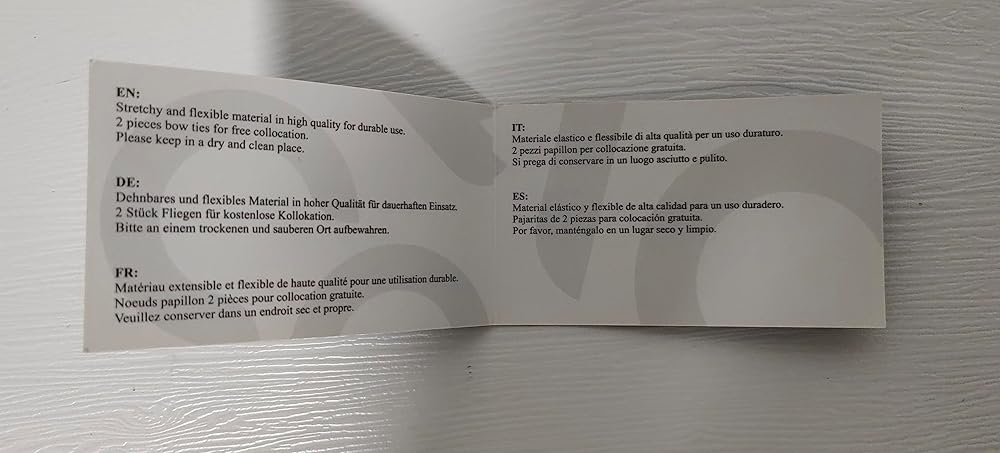 EN:
Stretchy and flexible material in high quality for durable use.
2 pieces bow ties for free collocation.
Please keep in a dry and clean place.
DE:
Dehnbares und flexibles Material in hoher Qualität für dauerhaften Einsatz.
2 Stück Fliegen für kostenlose Kollokation.
Bitte an einem trockenen und sauberen Ort aufbewahren.
FR:
Matériau extensible et flexible de haute qualité pour une utilisation durable.
Noeuds papillon 2 pièces pour collocation gratuite.
Veuillez conserver dans un endroit sec et propre.
IT:
Materiale elastico e flessibile di alta qualità per un uso duraturo.
2 pezzi papillon per collocazione gratuita.
Si prega di conservare in un luogo asciutto e pulito.
ES:
Material elástico y flexible de alta calidad para un uso duradero.
Pajaritas de 2 piezas para colocación gratuita.
Por favor, manténgalo en un lugar seco y limpio.